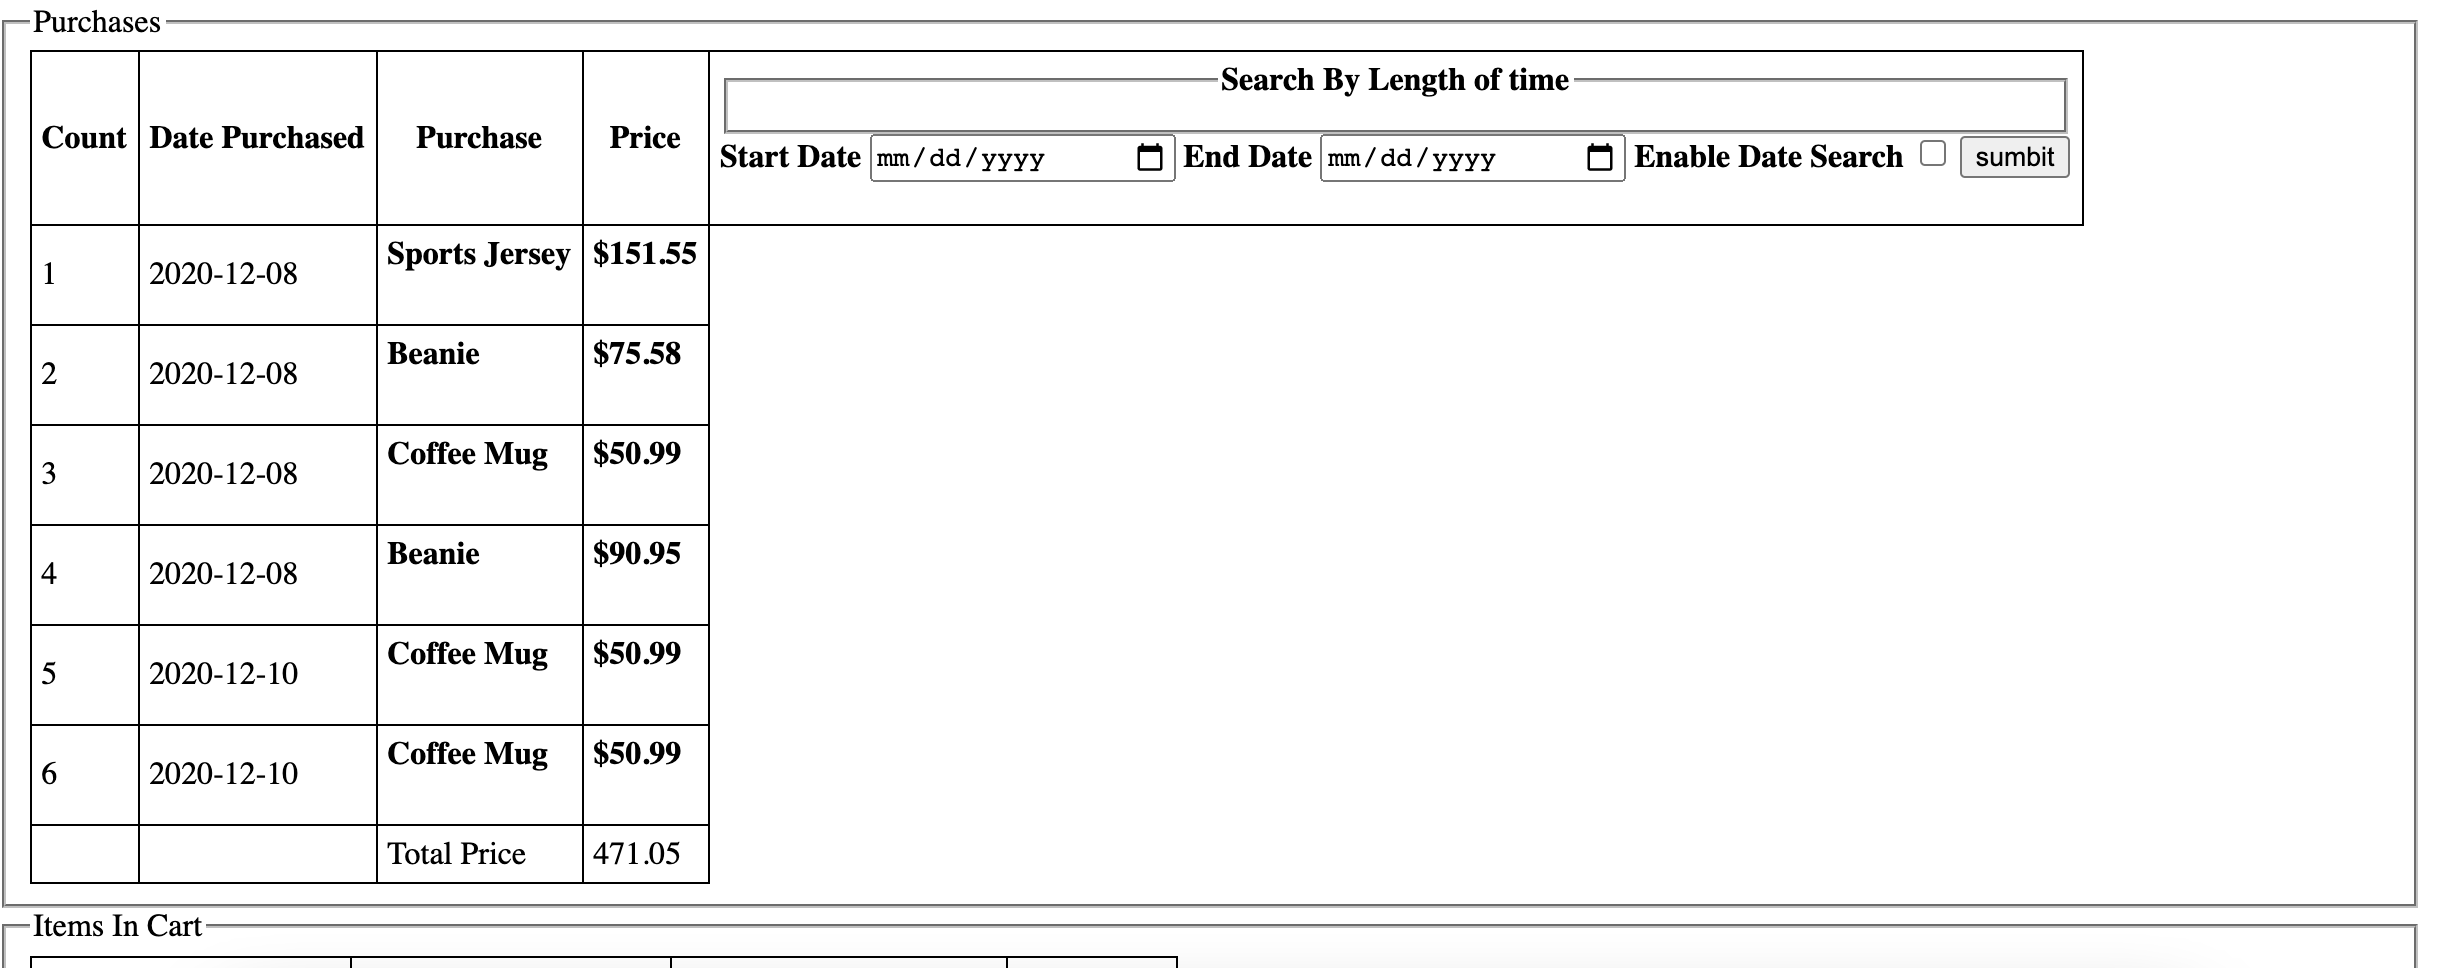 Purchases
Search By Length of time
Count Date Purchased Purchase Price
Start Date mm/dd/yyyy End Date mm/dd/yyyy Enable Date Search sumbit
1 2020-12-08 Sports Jersey $151.55
2 2020-12-08 Beanie $75.58
3 2020-12-08 Coffee Mug $50.99
4 2020-12-08 Beanie $90.95
5 2020-12-10 Coffee Mug $50.99
6 2020-12-10 Coffee Mug $50.99
Total Price 471.05
Items In Cart